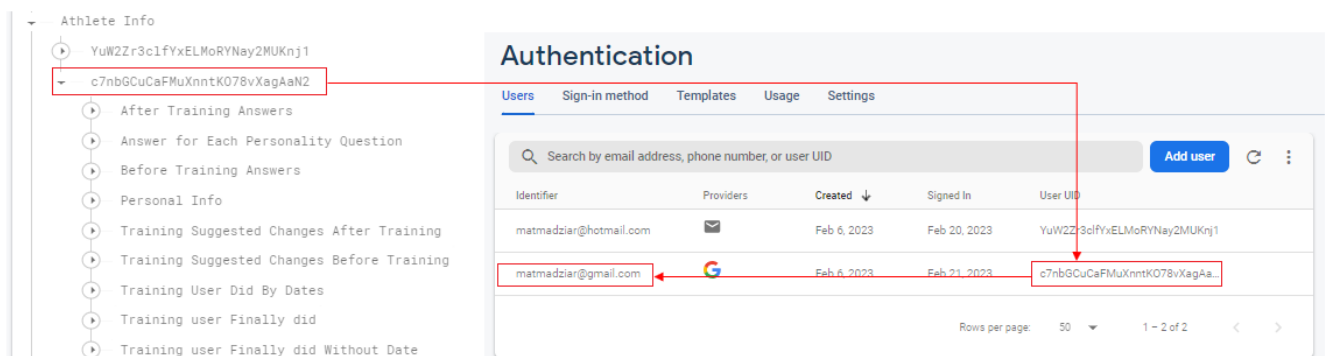 Athlete Info
YuW2Zr3clfYxELMoRYNay2MUKnj1
c7nbGCuCaFMuXnntKO78vXagAaN2
After Training Answers
Answer for Each Personality Question
Before Training Answers
Personal Info
Training Suggested Changes After Training
Training Suggested Changes Before Training
Training User Did By Dates
Training user Finally did
Training user Finally did Without Date
Authentication
Users Sign-in method Templates Usage Settings
Search by email address, phone number, or user UID Add user
Identifier Providers Created Signed In User UID
matmadziar@hotmail.com Feb 6, 2023 Feb 20, 2023 YuW2Zr3clfYxELMoRYNay2MUKnj1
matmadziar@gmail.com Feb 6, 2023 Feb 21, 2023 c7nbGCuCaFMuXnntKO78vXagAa...
Rows per page: 50 1 – 2 of 2